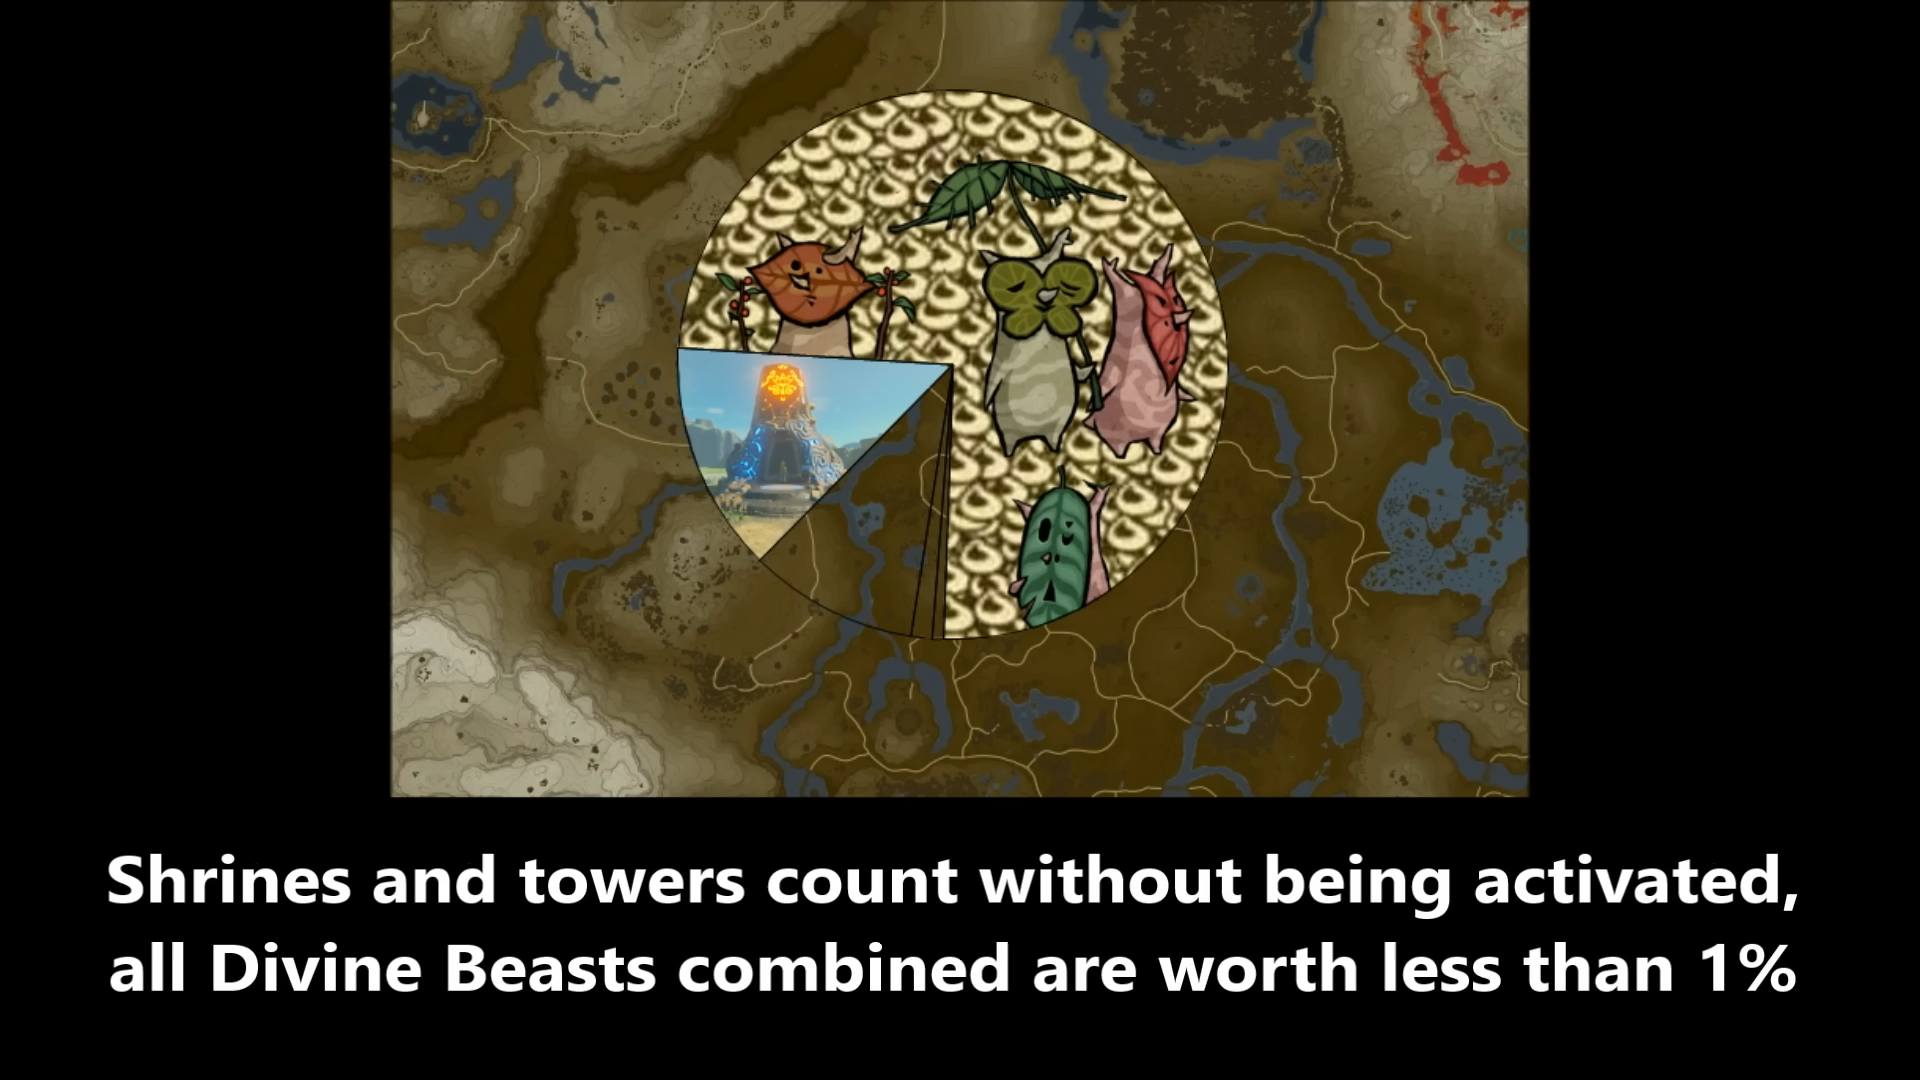 Shrines and towers count without being activated,
all Divine Beasts combined are worth less than 1%